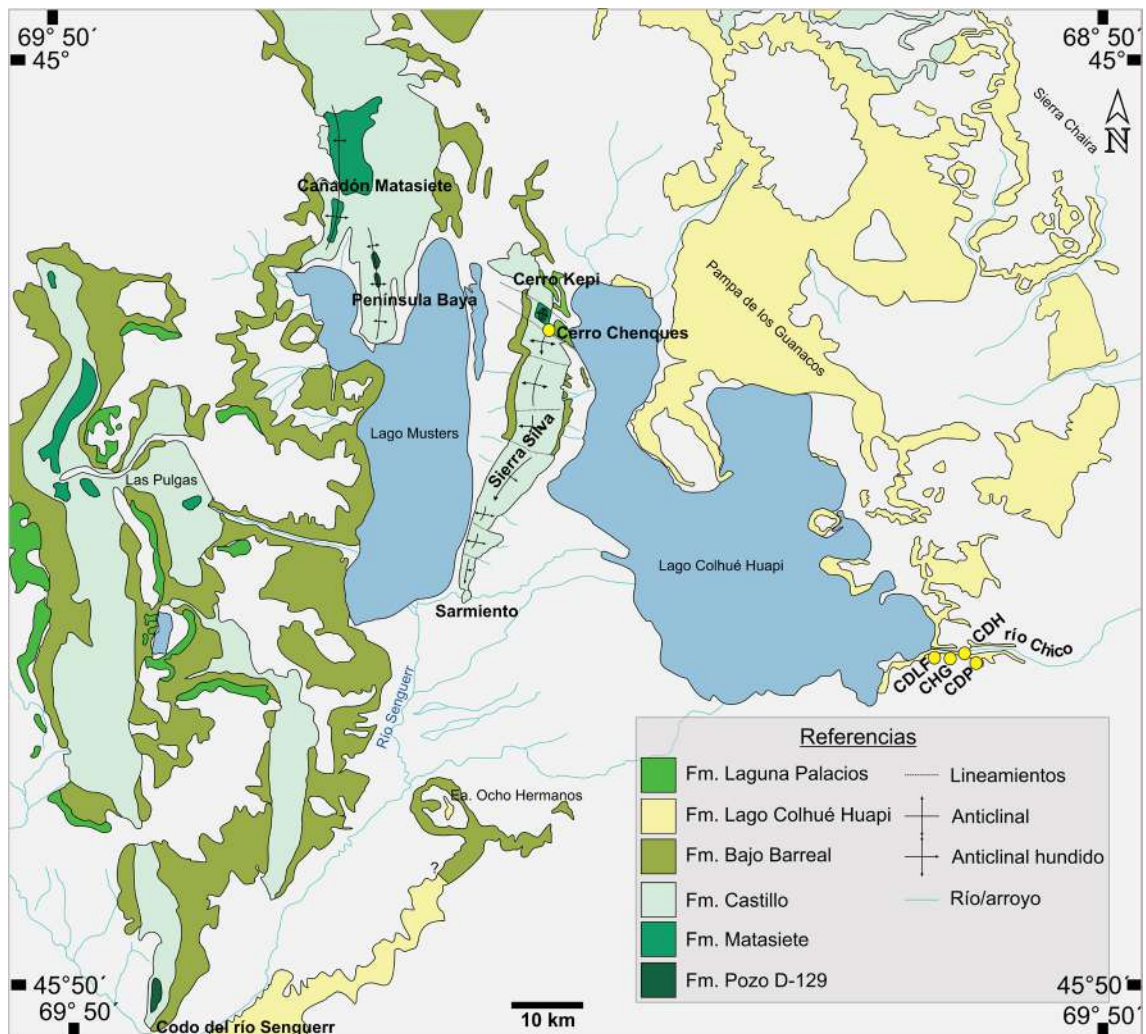 69 50´
45°
68 50´
45°
Sierra Chaira
N
Cañadón Matasiete
Cerro Kepi
Península Baya
Cerro Chenques
Pampa de los Guanacos
Lago Musters
Sierra Silva
Las Pulgas
Lago Colhué Huapi
Sarmiento
CDH
río Chico
CDLF
CHG
CDP
Río Senguerr
Referencias
Fm. Laguna Palacios
Lineamientos
Fm. Lago Colhué Huapi
Anticlinal
Fm. Bajo Barreal
Anticlinal hundido
Fm. Castillo
Río/arroyo
Fm. Matasiete
Fm. Pozo D-129
Ea. Ocho Hermanos
?
45°50´
69 50´
45°50´
69°50´
10 km
Codo del río Senguerr